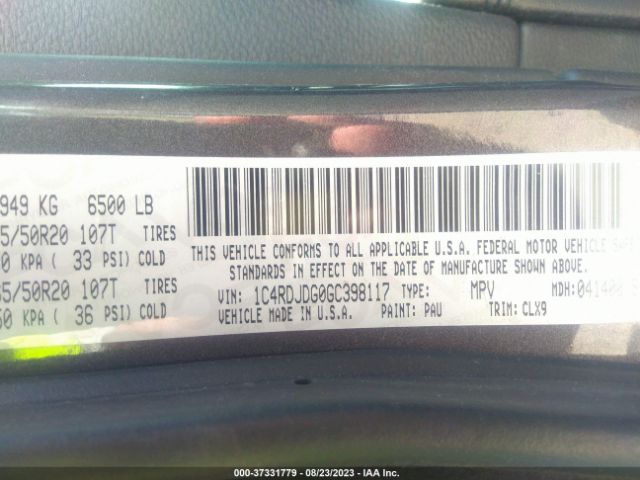 949 KG 6500 LB
5/50R20 107T TIRES
0 KPA ( 33 PSI) COLD
5/50R20 107T TIRES
50 KPA ( 36 PSI) COLD
THIS VEHICLE CONFORMS TO ALL APPLICABLE U.S.A. FEDERAL MOTOR VEHICLE
STANDARDS IN EFFECT ON THE DATE OF MANUFACTURE SHOWN ABOVE.
VIN: 1C4RDJDG0GC398117 TYPE: MPV MDH: 041400
VEHICLE MADE IN U.S.A. PAINT: PAU TRIM: CLX9
000-37331779 - 08/23/2023 - IAA Inc.